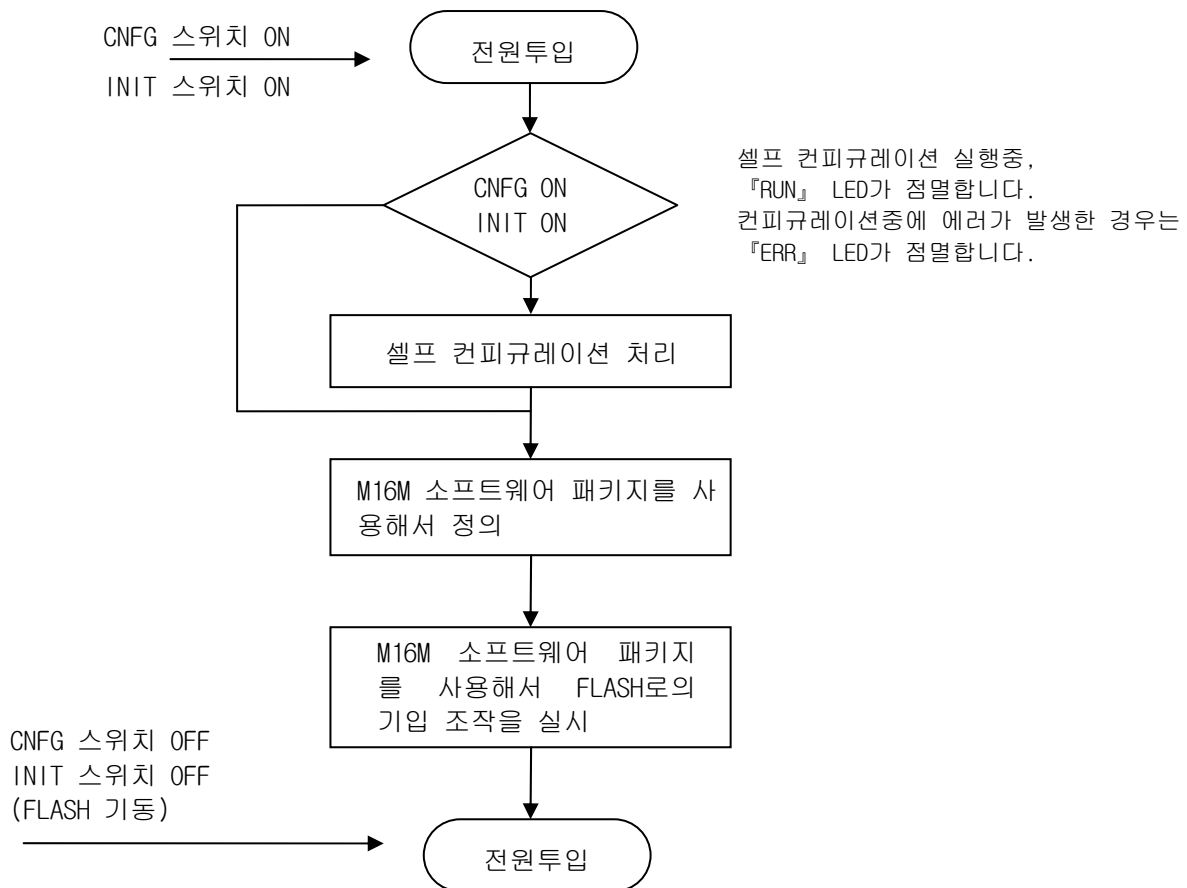 CNFG 스위치 ON
INIT 스위치 ON
전원투입
CNFG ON
INIT ON
셀프 컨피규레이션 실행중,
『RUN』 LED가 점멸합니다.
컨피규레이션중에 에러가 발생한 경우는
『ERR』 LED가 점멸합니다.
셀프 컨피규레이션 처리
M16M 소프트웨어 패키지를 사
용해서 정의
M16M 소프트웨어 패키지
를 사용해서 FLASH로의
기입 조작을 실시
CNFG 스위치 OFF
INIT 스위치 OFF
(FLASH 기동)
전원투입